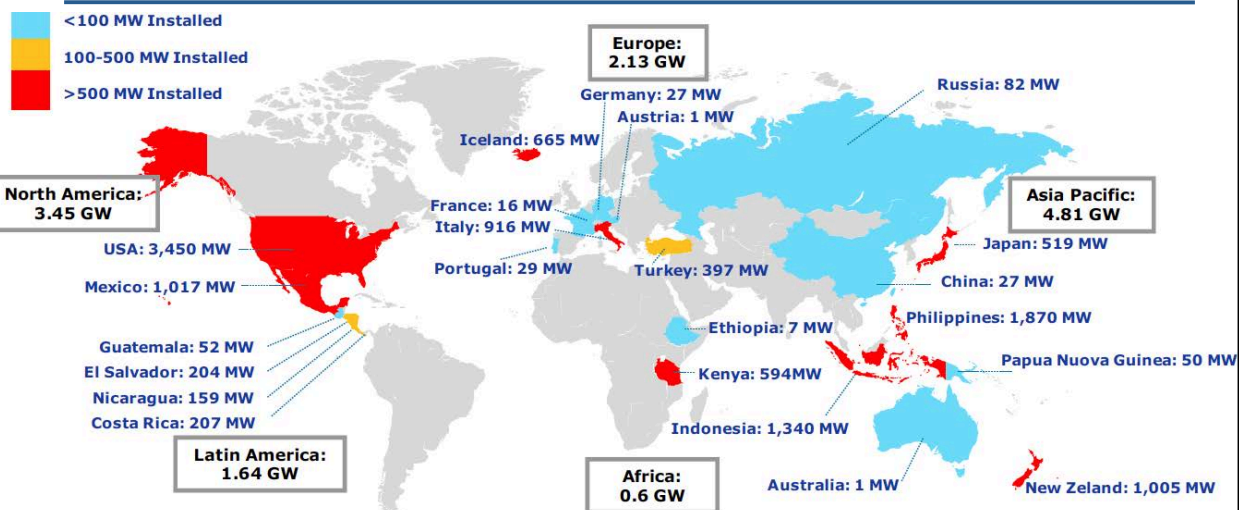 <100 MW Installed
100-500 MW Installed
>500 MW Installed
Europe:
2.13 GW
Germany: 27 MW
Austria: 1 MW
Russia: 82 MW
Iceland: 665 MW
North America:
3.45 GW
Asia Pacific:
4.81 GW
France: 16 MW
Italy: 916 MW
USA: 3,450 MW
Japan: 519 MW
Portugal: 29 MW
Turkey: 397 MW
Mexico: 1,017 MW
China: 27 MW
Philippines: 1,870 MW
Ethiopia: 7 MW
Guatemala: 52 MW
Papua Nuova Guinea: 50 MW
El Salvador: 204 MW
Kenya: 594MW
Nicaragua: 159 MW
Costa Rica: 207 MW
Indonesia: 1,340 MW
Latin America:
1.64 GW
Africa:
0.6 GW
Australia: 1 MW
New Zeland: 1,005 MW